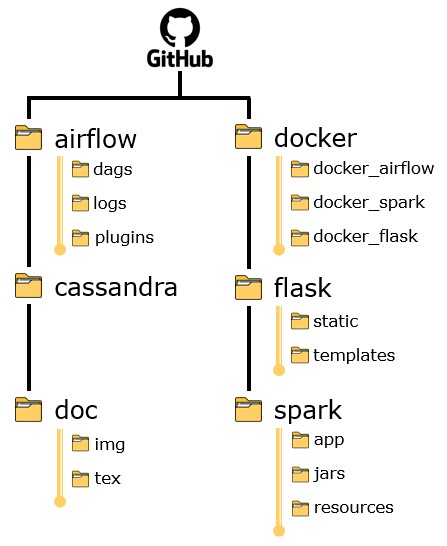 GitHub
airflow
dags
logs
plugins
cassandra
doc
img
tex
docker
docker_airflow
docker_spark
docker_flask
flask
static
templates
spark
app
jars
resources